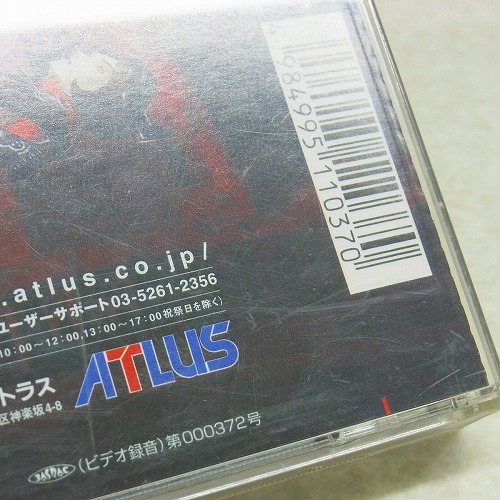 4 984995 110370
.atlus.co.jp/
ユーザーサポート03-5261-2356
10:00～12:00,13:00～17:00祝祭日を除く)
トラス
区神楽坂4-8
ATLUS
JASRAC
(ビデオ録音)第000372号